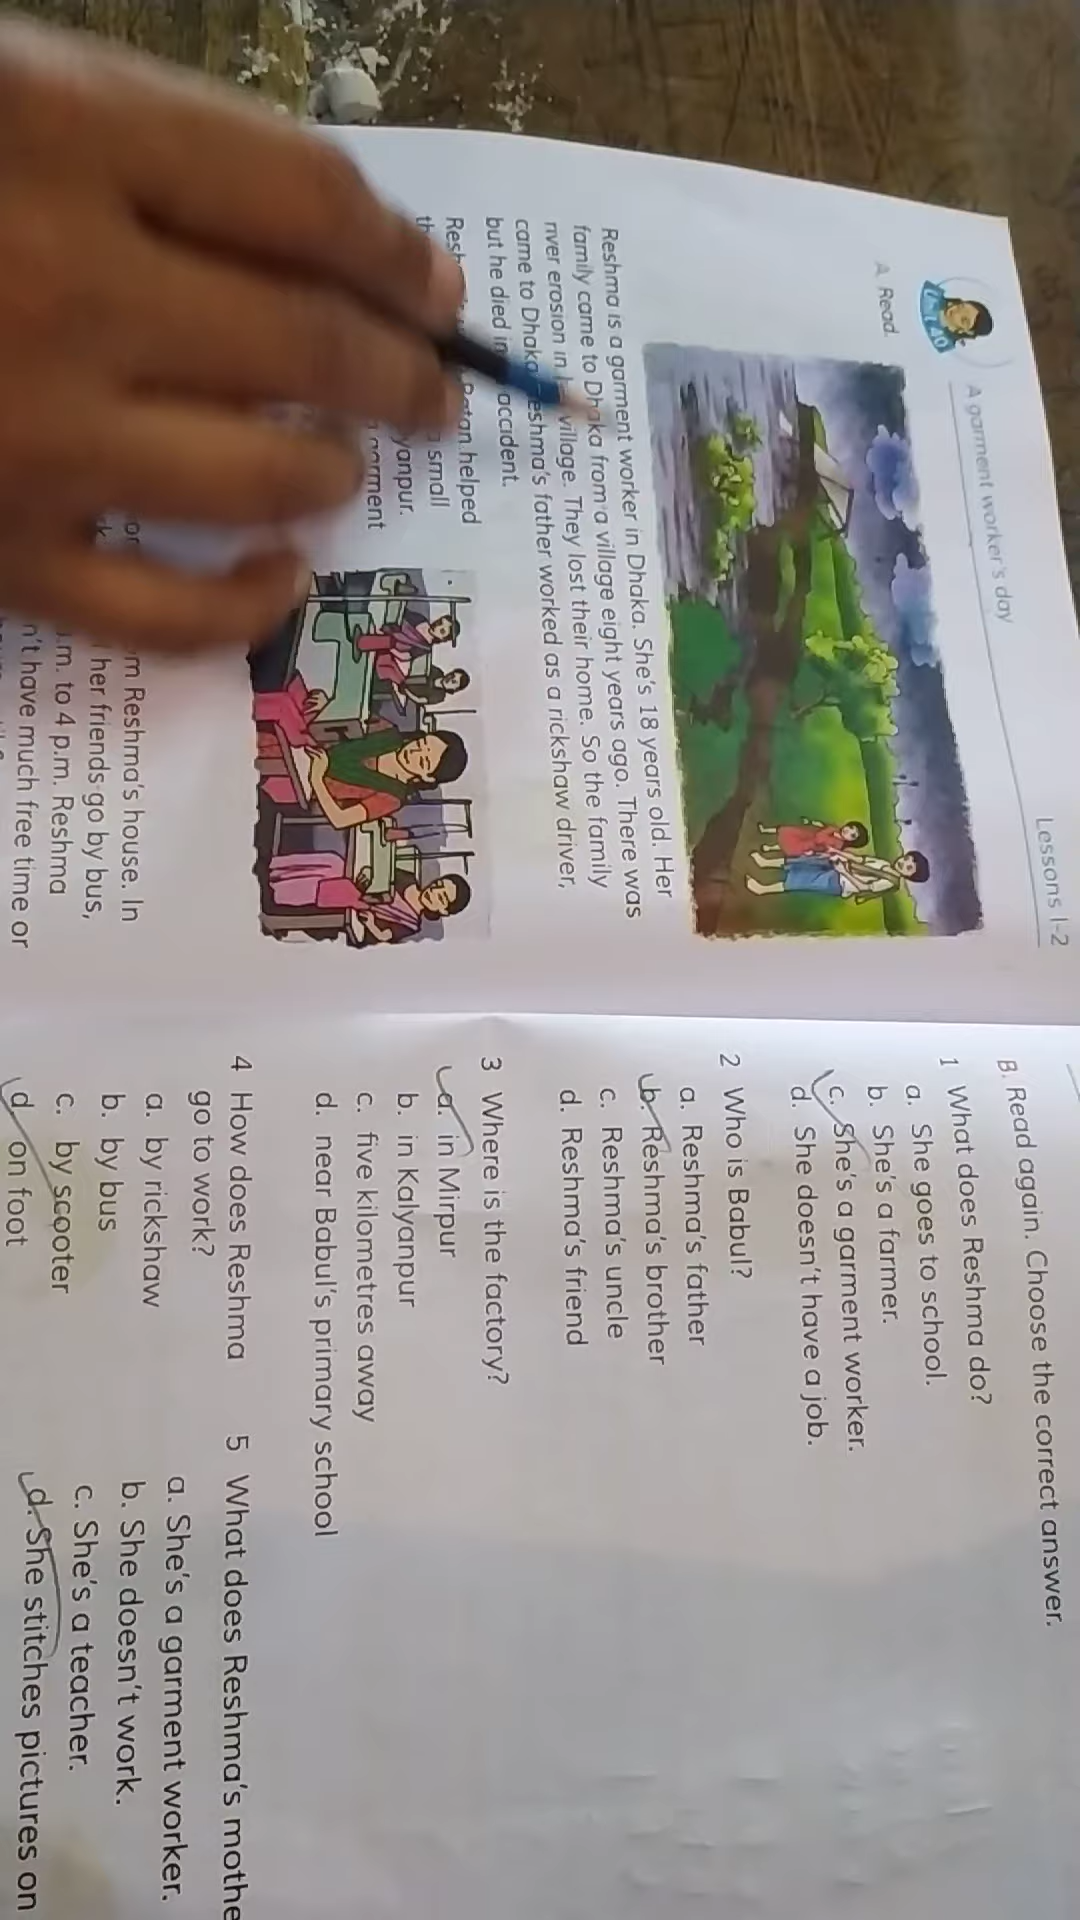 Lessons 1-2
Unit 40
A garment worker's day
A. Read.
Reshma is a garment worker in Dhaka. She's 18 years old. Her
family came to Dhaka from a village eight years ago. There was
river erosion in village. They lost their home. So the family
came to Dhaka. Reshma's father worked as a rickshaw driver,
but he died in accident.
helped
small
yanpur.
garment
m Reshma's house. In
her friends go by bus,
.m. to 4 p.m. Reshma
n't have much free time or
B. Read again. Choose the correct answer.
1 What does Reshma do?
a. She goes to school.
b. She's a farmer.
c. She's a garment worker.
d. She doesn't have a job.
2 Who is Babul?
a. Reshma's father
b. Reshma's brother
c. Reshma's uncle
d. Reshma's friend
3 Where is the factory?
a. in Mirpur
b. in Kalyanpur
c. five kilometres away
d. near Babul's primary school
4 How does Reshma
go to work?
a. by rickshaw
b. by bus
c. by scooter
d on foot
5 What does Reshma's mothe
a. She's a garment worker.
b. She doesn't work.
c. She's a teacher.
d. She stitches pictures on